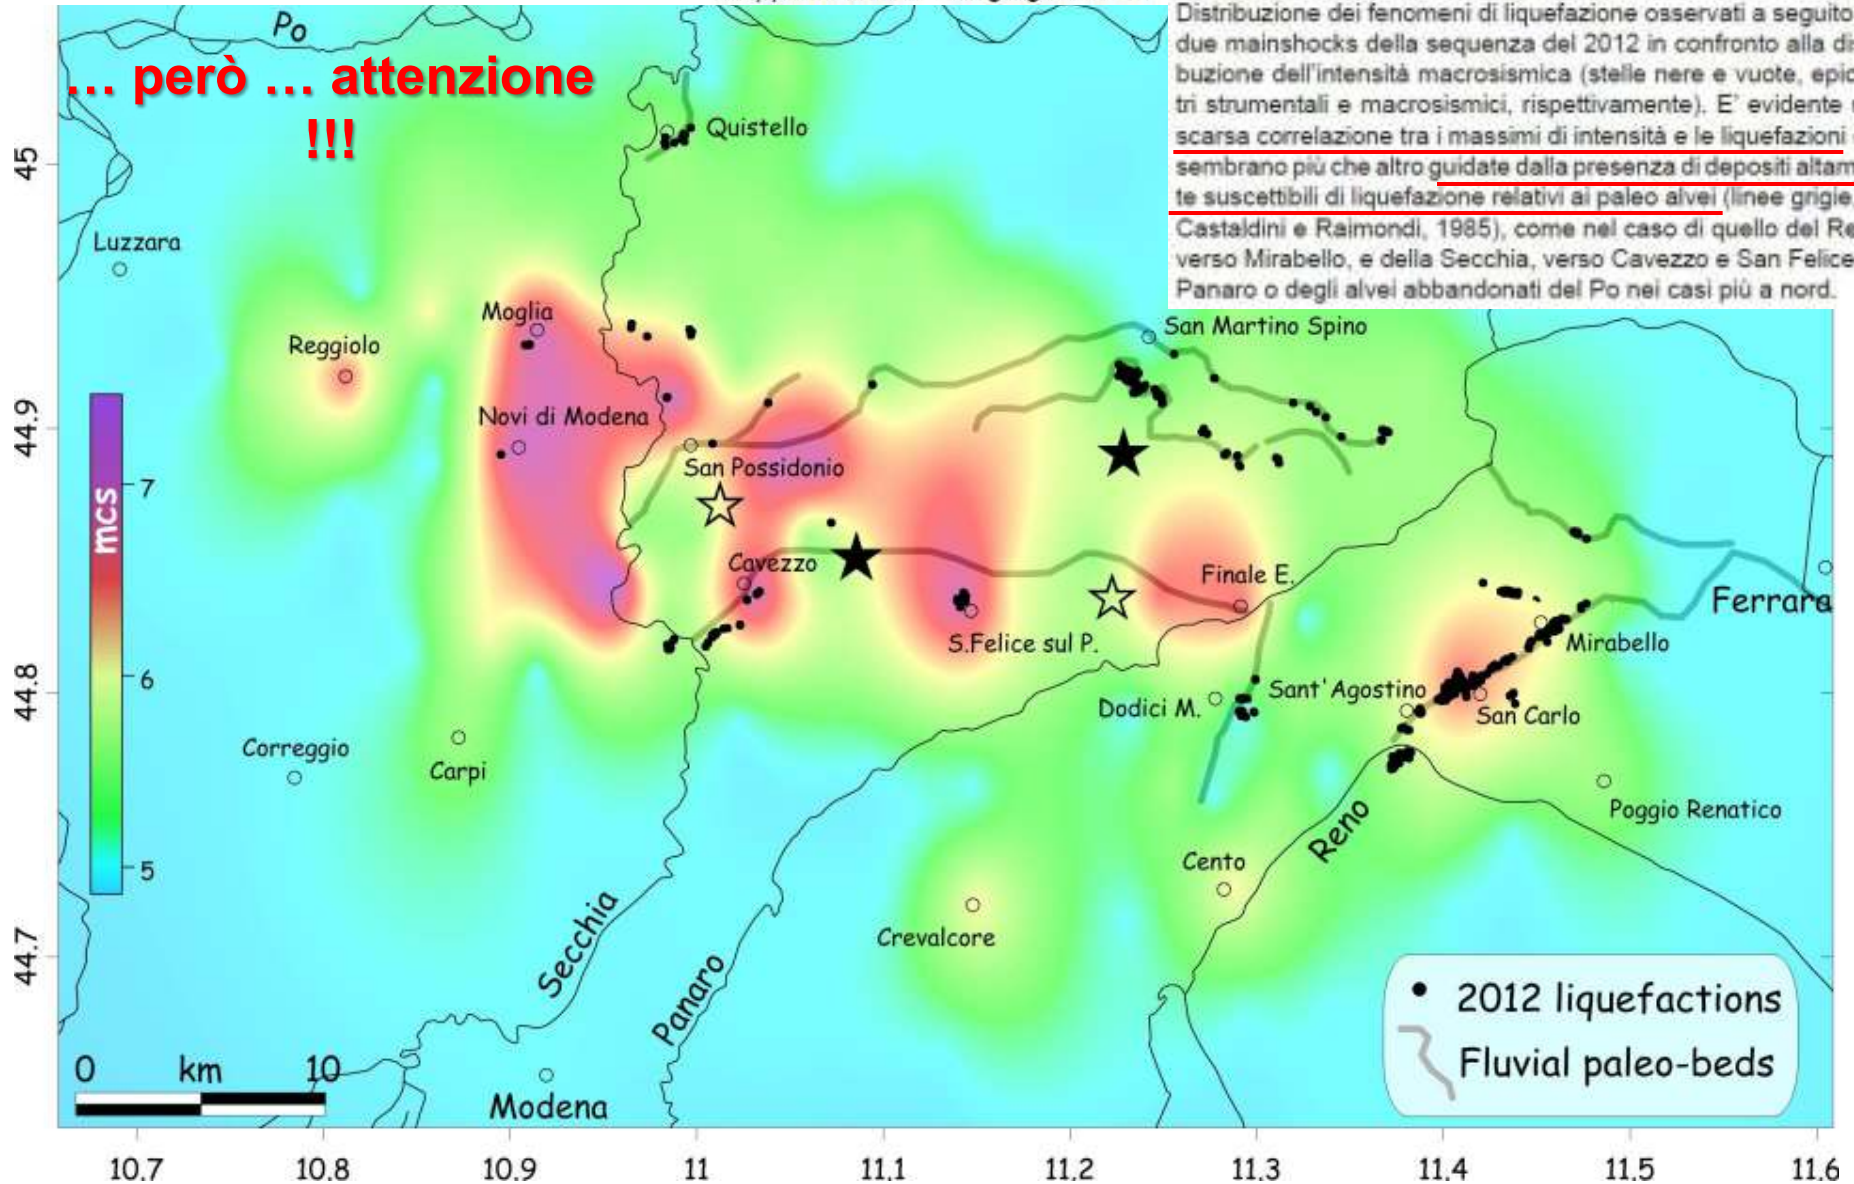 … però … attenzione
!!!
Distribuzione dei fenomeni di liquefazione osservati a seguito
due mainshocks della sequenza del 2012 in confronto alla
buzione dell'intensità macrosismica (stelle nere e vuote,
tri strumentali e macrosismici, rispettivamente). E' evidente
scarsa correlazione tra i massimi di intensità e le liquefazioni
sembrano più che altro guidate dalla presenza di depositi
te suscettibili di liquefazione relativi ai paleo alvei (linee grigie,
Castaldini e Raimondi, 1985), come nel caso di quello del
verso Mirabello, e della Secchia, verso Cavezzo e San Felice
Panaro o degli alvei abbandonati del Po nei casi più a nord.
Po
Quistello
Luzzara
Moglia
Reggiolo
San Martino Spino
Novi di Modena
San Possidonio
Cavezzo
Finale E.
Ferrara
S.Felice sul P.
Mirabello
Sant'Agostino
Dodici M.
San Carlo
Correggio
Carpi
Poggio Renatico
Reno
Cento
Crevalcore
Secchia
Panaro
Modena
mcs
7
6
5
45
44.9
44.8
44.7
0 km 10
2012 liquefactions
Fluvial paleo-beds
10,7 10,8 10,9 11 11,1 11,2 11,3 11,4 11,5 11,6